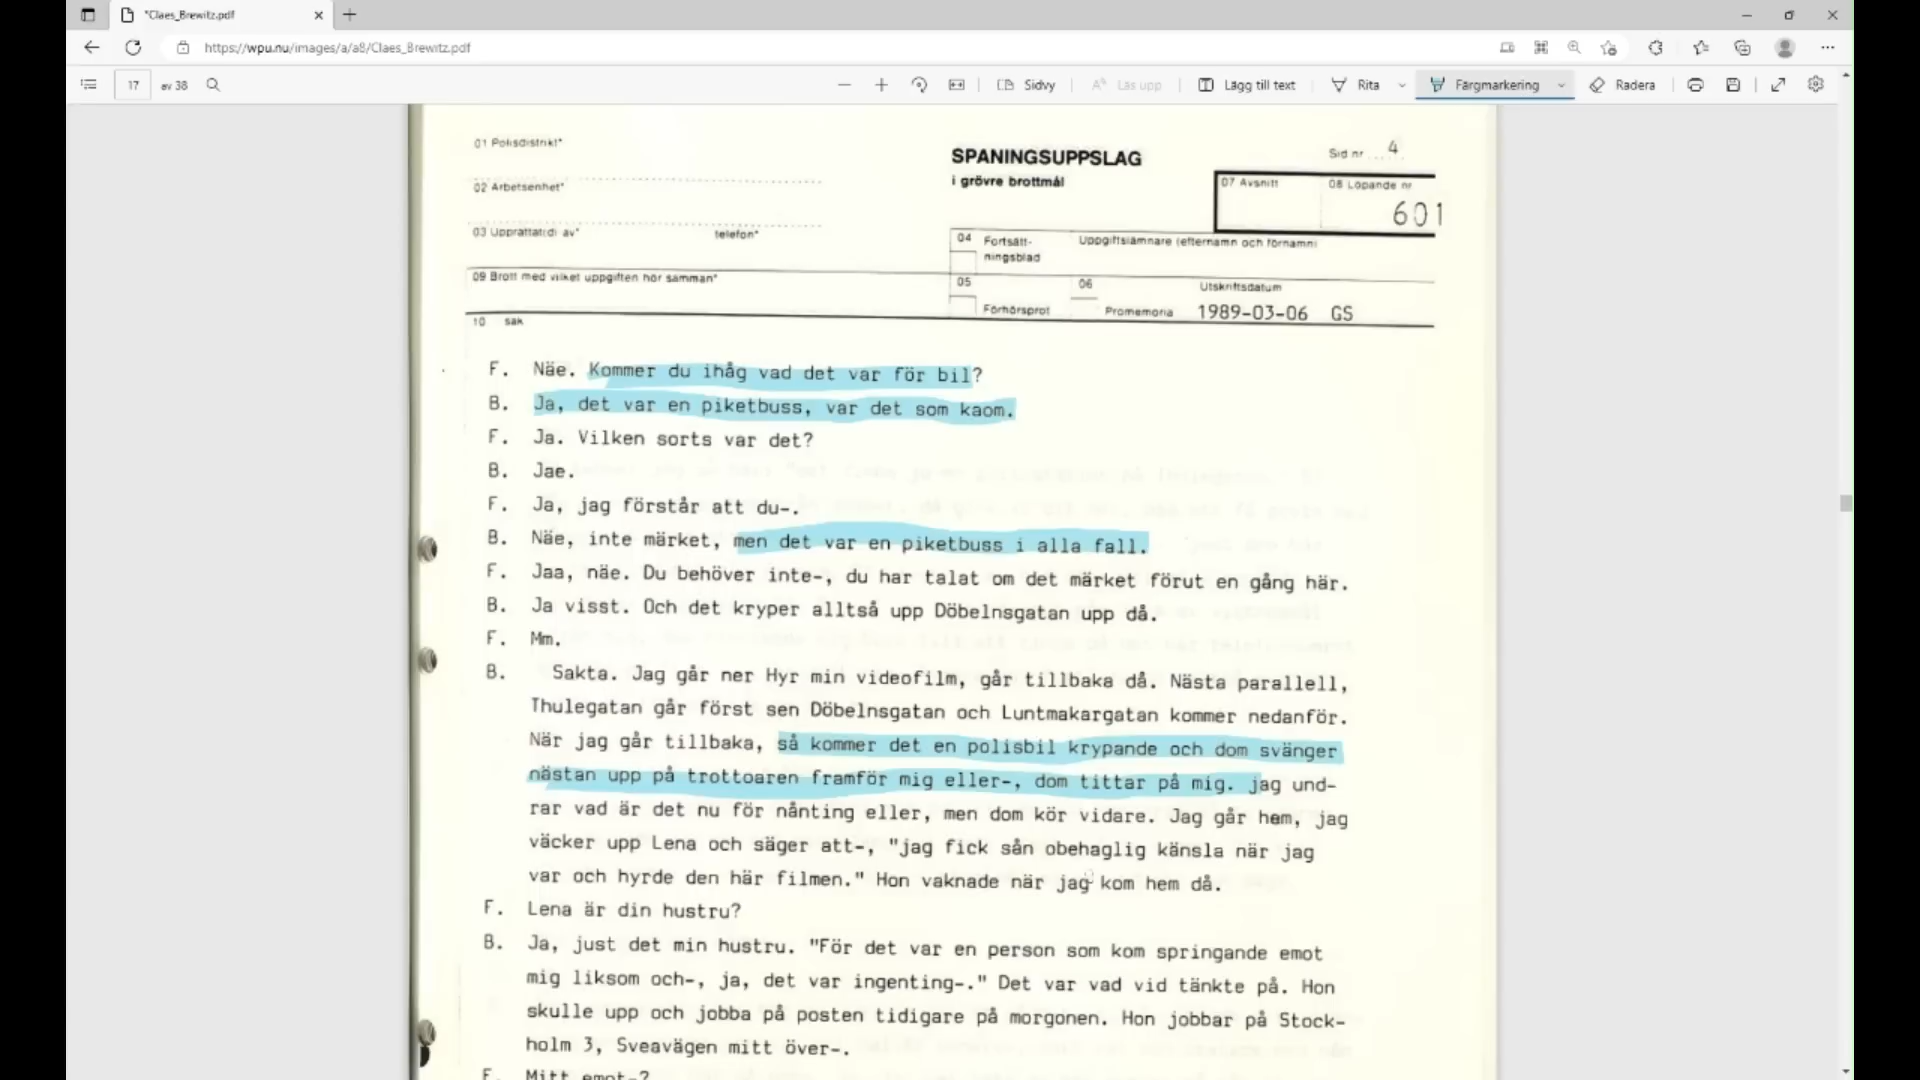 *Claes_Brewitz.pdf
https://wpu.nu/images/a/a8/Claes_Brewitz.pdf
17 av 38 Sidvy Läs upp Lägg till text Rita Färgmarkering Radera
01 Polisdistrikt*
SPANINGSUPPSLAG
i grövre brottmål
Sid nr 4
02 Arbetsenhet*
07 Avsnitt
08 Löpande nr
601
03 Upprättat(d) av*
telefon*
04 Fortsätt-
ningsblad
Uppgiftslämnare (efternamn och förnamn)
09 Brott med vilket uppgiften hör samman*
05
Förhörsprot
06
Promemoria
Utskriftsdatum
1989-03-06 GS
10 Sak
F. Näe. Kommer du ihåg vad det var för bil?
B. Ja, det var en piketbuss, var det som kaom.
F. Ja. Vilken sorts var det?
B. Jae.
F. Ja, jag förstår att du-.
B. Näe, inte märket, men det var en piketbuss i alla fall.
F. Jaa, näe. Du behöver inte-, du har talat om det märket förut en gång här.
B. Ja visst. Och det kryper alltså upp Döbelnsgatan upp då.
F. Mm.
B. Sakta. Jag går ner Hyr min videofilm, går tillbaka då. Nästa parallell,
Thulegatan går först sen Döbelnsgatan och Luntmakargatan kommer nedanför.
När jag går tillbaka, så kommer det en polisbil krypande och dom svänger
nästan upp på trottoaren framför mig eller-, dom tittar på mig. jag und-
rar vad är det nu för nånting eller, men dom kör vidare. Jag går hem, jag
väcker upp Lena och säger att-, "jag fick sån obehaglig känsla när jag
var och hyrde den här filmen." Hon vaknade när jag kom hem då.
F. Lena är din hustru?
B. Ja, just det min hustru. "För det var en person som kom springande emot
mig liksom och-, ja, det var ingenting-." Det var vad vid tänkte på. Hon
skulle upp och jobba på posten tidigare på morgonen. Hon jobbar på Stock-
holm 3, Sveavägen mitt över-.
F. Mitt emot-?